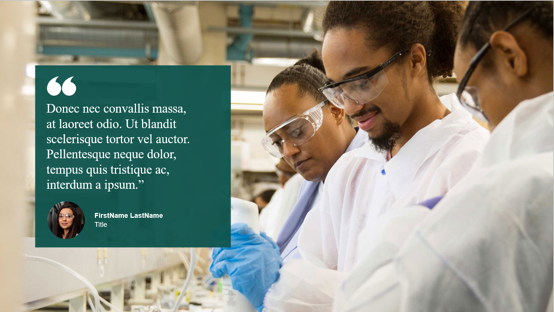 “
Donec nec convallis massa,
at laoreet odio. Ut blandit
scelerisque tortor vel auctor.
Pellentesque neque dolor,
tempus quis tristique ac,
interdum a ipsum.”
FirstName LastName
Title